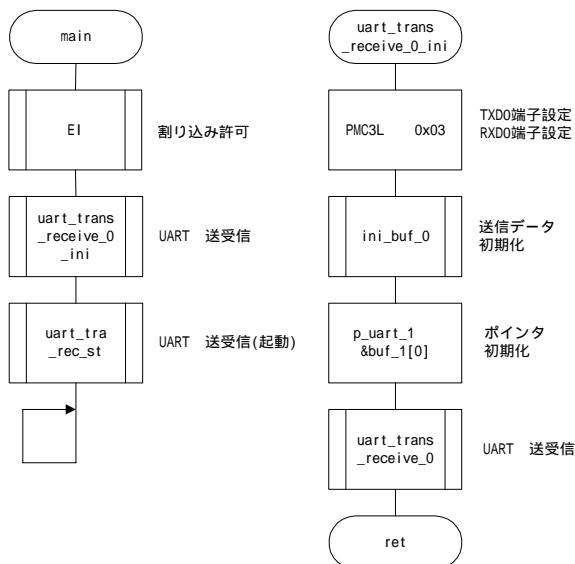 main
EI
割り込み許可
uart_trans
_receive_0
_ini
UART 送受信
uart_tra
_rec_st
UART 送受信(起動)
uart_trans
_receive_0_ini
PMC3L 0x03
TXD0端子設定
RXD0端子設定
ini_buf_0
送信データ
初期化
p_uart_1
&buf_1[0]
ポインタ
初期化
uart_trans
_receive_0
UART 送受信
ret